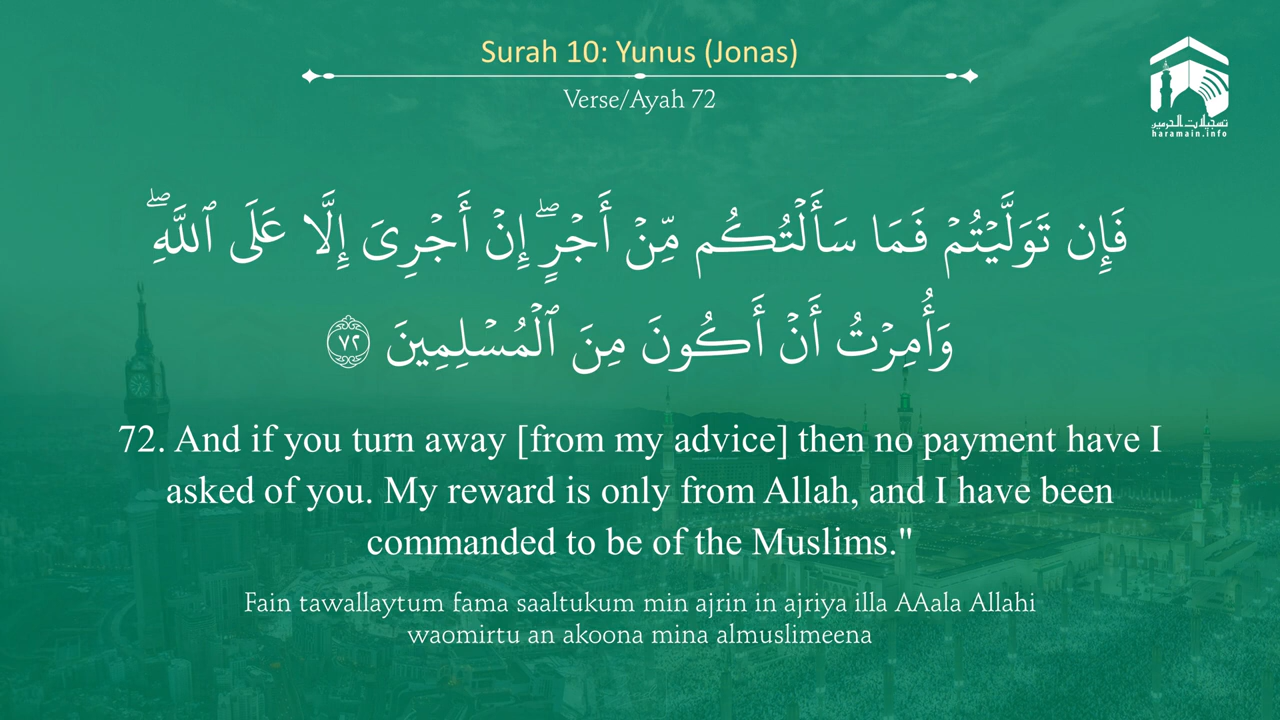 Surah 10: Yunus (Jonas)
Verse/Ayah 72
تسجيلات الحرمين
haramain.info
فَإِن تَوَلَّيْتُمْ فَمَا سَأَلْتُكُم مِّنْ أَجْرٍ ۖ إِنْ أَجْرِىَ إِلَّا عَلَى ٱللَّهِ ۖ
وَأُمِرْتُ أَنْ أَكُونَ مِنَ ٱلْمُسْلِمِينَ ٧٢
72. And if you turn away [from my advice] then no payment have I
asked of you. My reward is only from Allah, and I have been
commanded to be of the Muslims."
Fain tawallaytum fama saaltukum min ajrin in ajriya illa AAala Allahi
waomirtu an akoona mina almuslimeena